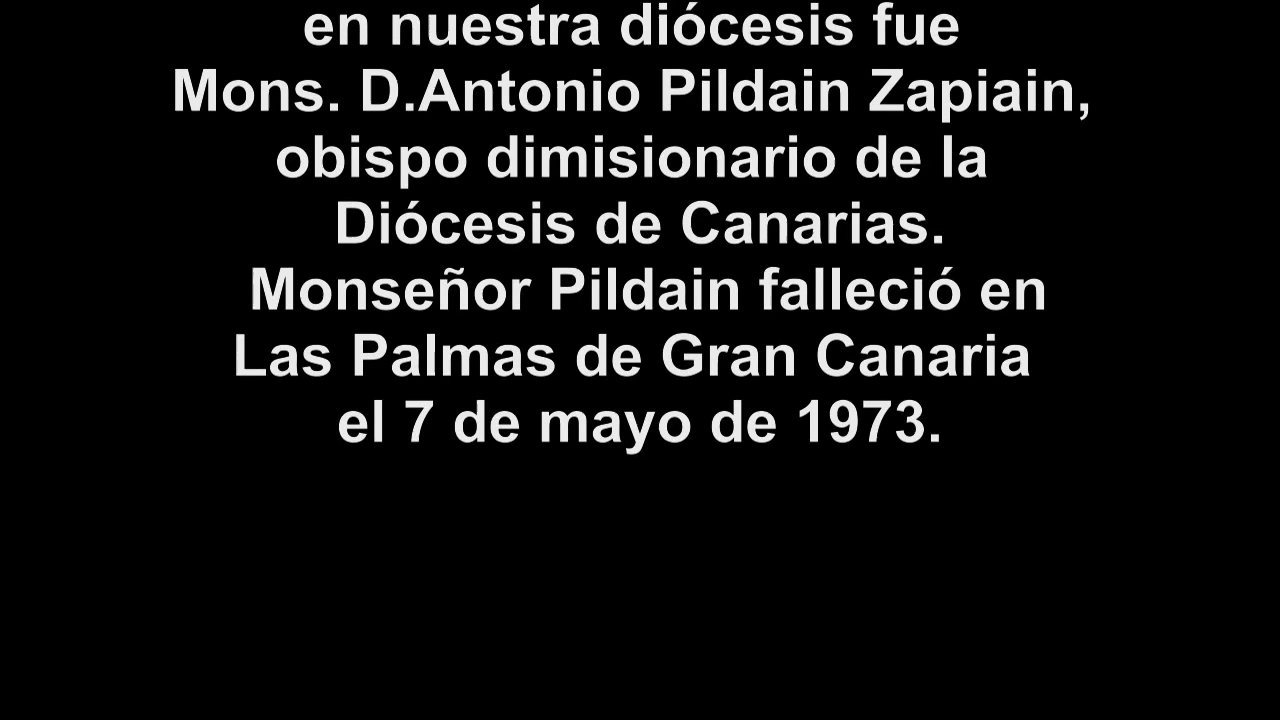 en nuestra diócesis fue
Mons. D.Antonio Pildain Zapiain,
obispo dimisionario de la
Diócesis de Canarias.
Monseñor Pildain falleció en
Las Palmas de Gran Canaria
el 7 de mayo de 1973.